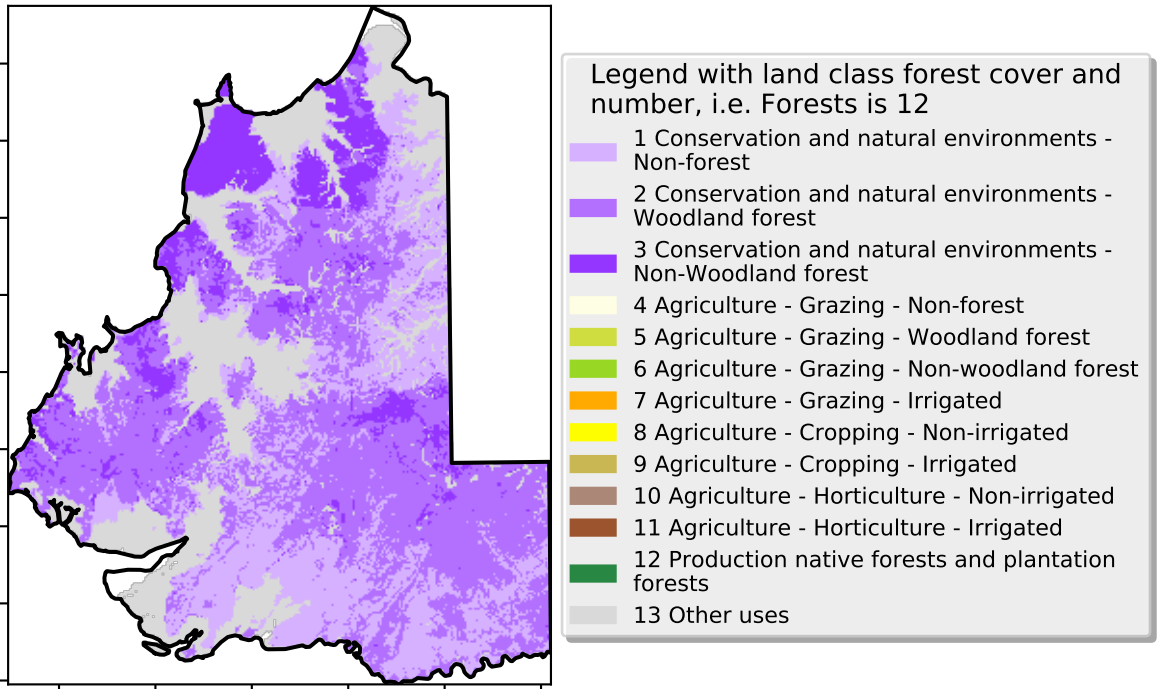 Legend with land class forest cover and
number, i.e. Forests is 12
1 Conservation and natural environments -
Non-forest
2 Conservation and natural environments -
Woodland forest
3 Conservation and natural environments -
Non-Woodland forest
4 Agriculture - Grazing - Non-forest
5 Agriculture - Grazing - Woodland forest
6 Agriculture - Grazing - Non-woodland forest
7 Agriculture - Grazing - Irrigated
8 Agriculture - Cropping - Non-irrigated
9 Agriculture - Cropping - Irrigated
10 Agriculture - Horticulture - Non-irrigated
11 Agriculture - Horticulture - Irrigated
12 Production native forests and plantation
forests
13 Other uses